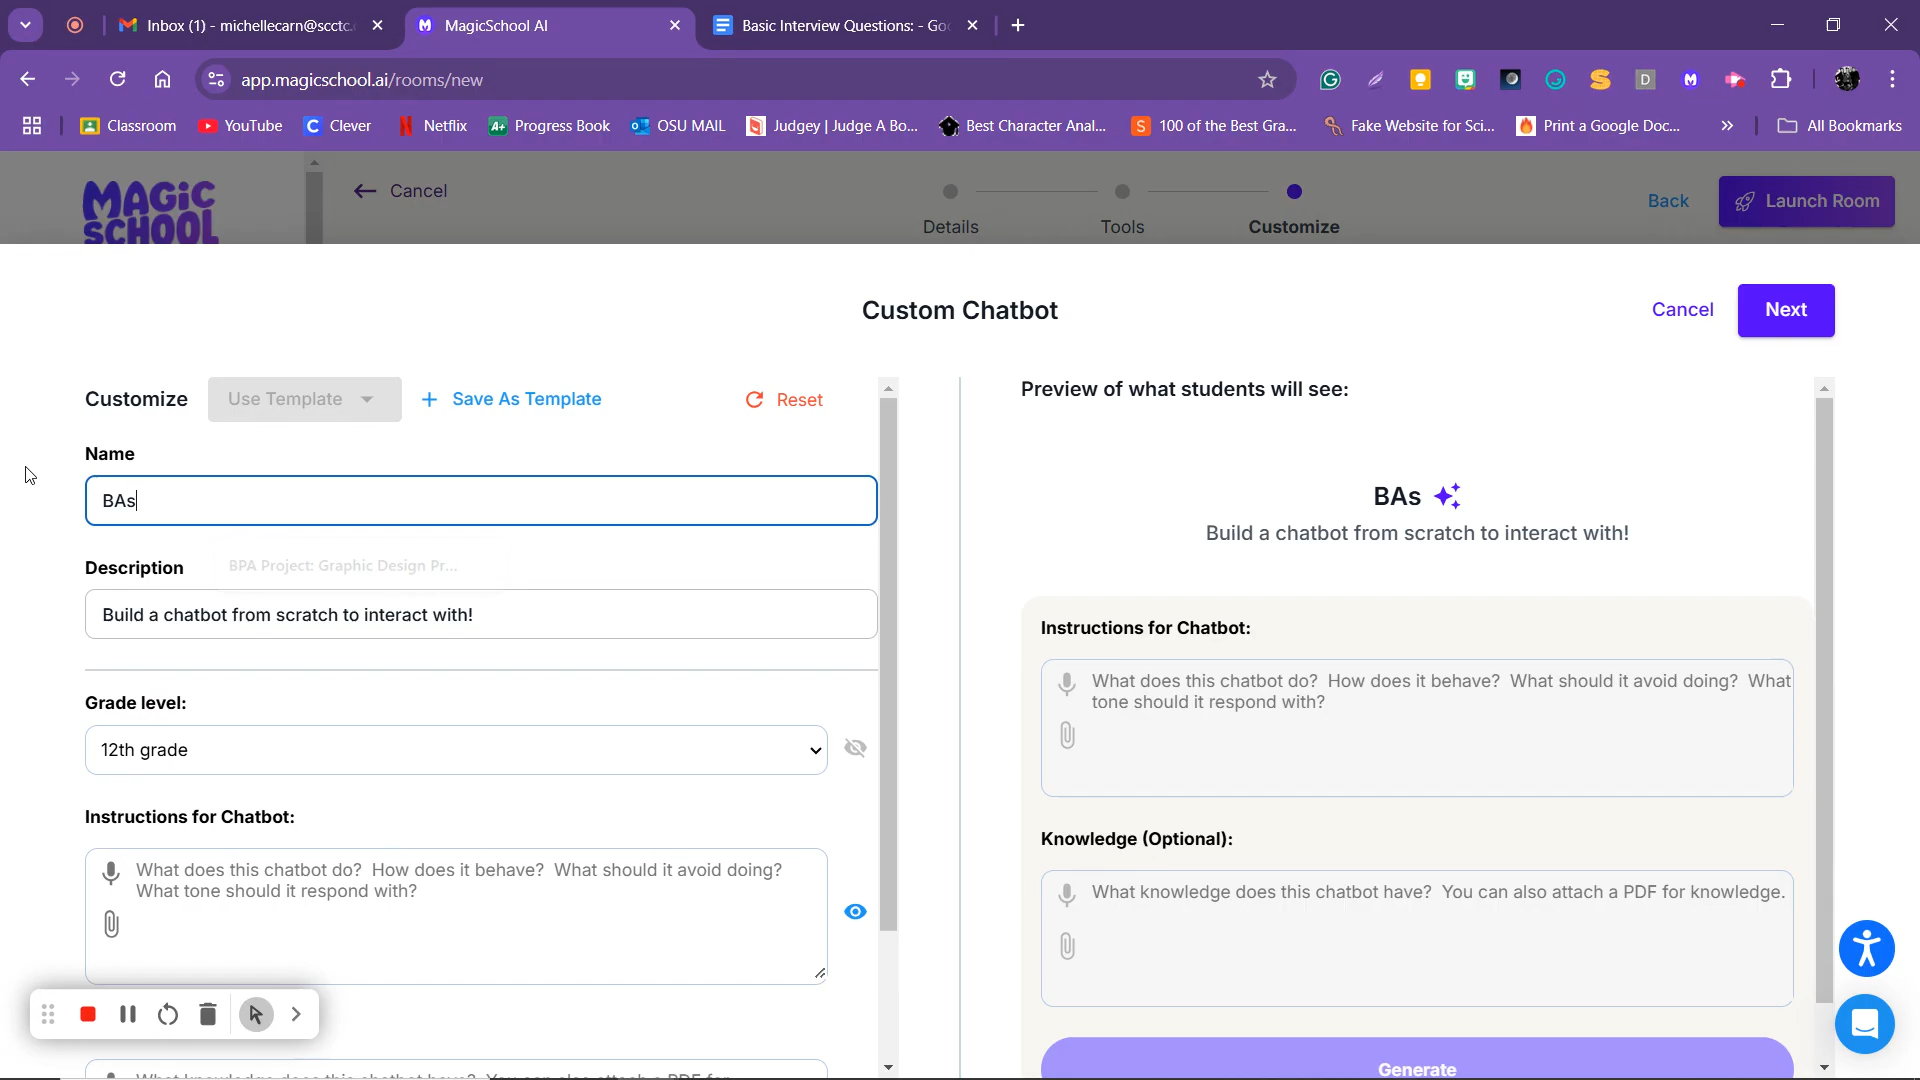 Inbox (1) - michellecarn@scctc.
MagicSchool AI
Basic Interview Questions: - Go
app.magicschool.ai/rooms/new
Classroom
YouTube
Clever
Netflix
Progress Book
OSU MAIL
Judgey | Judge A Bo...
Best Character Anal...
100 of the Best Gra...
Fake Website for Sci...
Print a Google Doc...
All Bookmarks
MAGIC
SCHOOL
Cancel
Details
Tools
Customize
Back
Launch Room
Custom Chatbot
Cancel
Next
Customize
Use Template
+ Save As Template
Reset
Name
BAs
BPA Project: Graphic Design Pr...
Description
Build a chatbot from scratch to interact with!
Grade level:
12th grade
Instructions for Chatbot:
What does this chatbot do? How does it behave? What should it avoid doing?
What tone should it respond with?
What knowledge does this chatbot have? You can also attach a PDF for
Preview of what students will see:
BAs
Build a chatbot from scratch to interact with!
Instructions for Chatbot:
What does this chatbot do? How does it behave? What should it avoid doing? What
tone should it respond with?
Knowledge (Optional):
What knowledge does this chatbot have? You can also attach a PDF for knowledge.
Generate